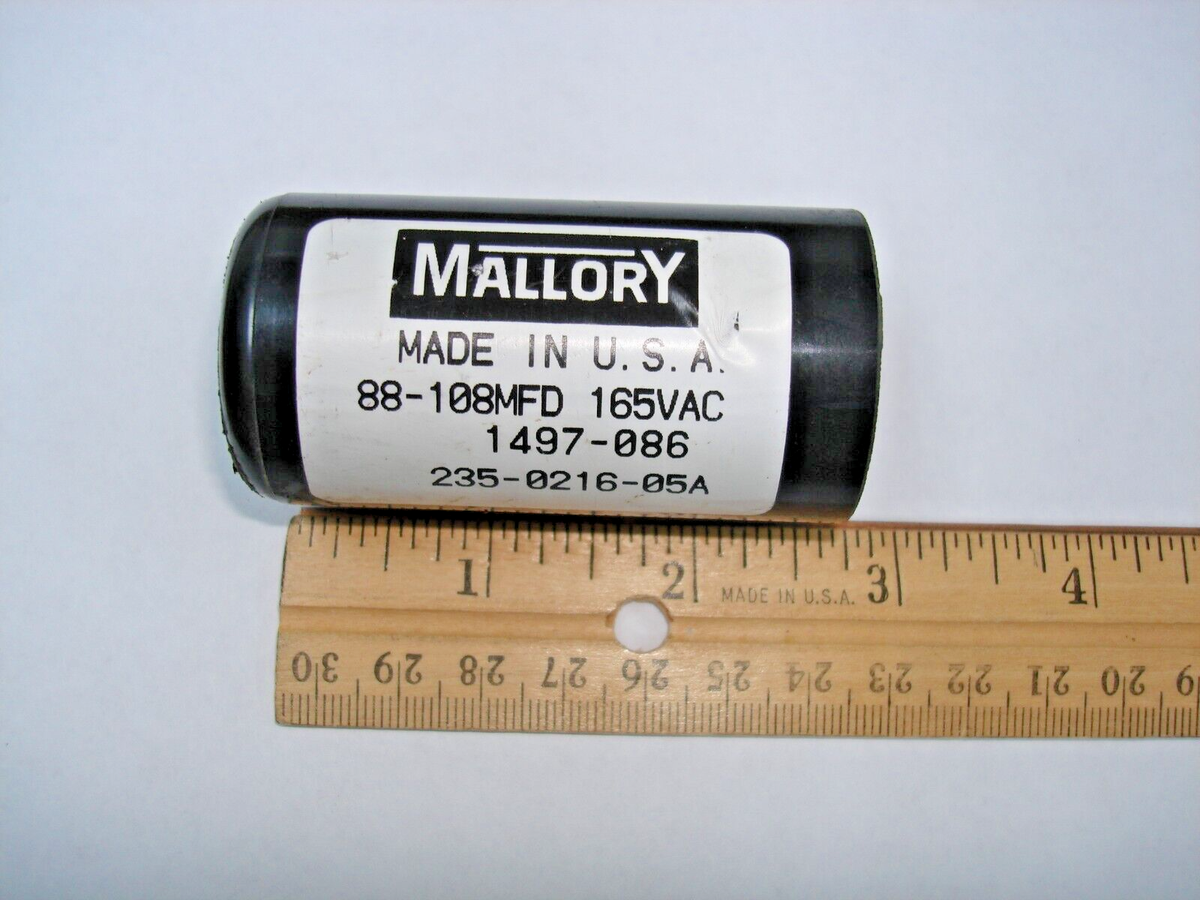 MALLORY
MADE IN U.S.A.
88-108MFD 165VAC
1497-086
235-0216-05A
1 2 MADE IN U.S.A. 3 4
30 29 28 27 26 25 24 23 22 21 20